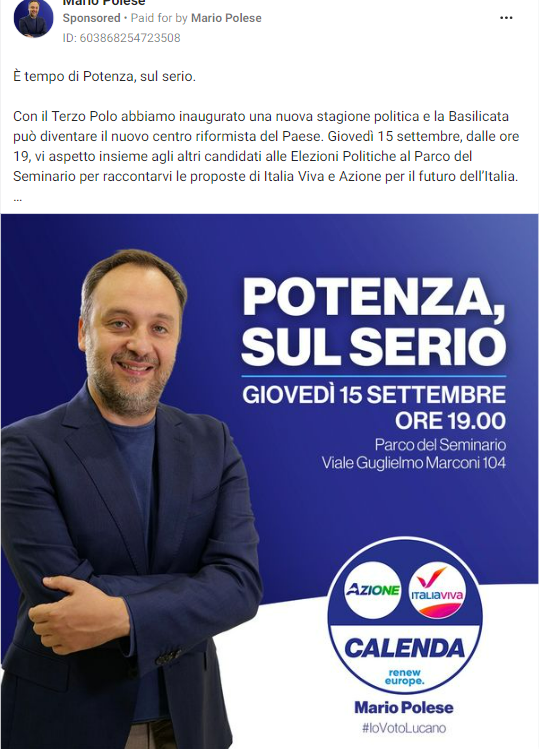 Mario Polese
Sponsored • Paid for by Mario Polese
ID: 603868254723508
È tempo di Potenza, sul serio.
Con il Terzo Polo abbiamo inaugurato una nuova stagione politica e la Basilicata
può diventare il nuovo centro riformista del Paese. Giovedì 15 settembre, dalle ore
19, vi aspetto insieme agli altri candidati alle Elezioni Politiche al Parco del
Seminario per raccontarvi le proposte di Italia Viva e Azione per il futuro dell’Italia.
...
POTENZA,
SUL SERIO
GIOVEDÌ 15 SETTEMBRE
ORE 19.00
Parco del Seminario
Viale Guglielmo Marconi 104
AZIONE
ITALIAVIVA
CALENDA
renew
europe.
Mario Polese
#IoVotoLucano